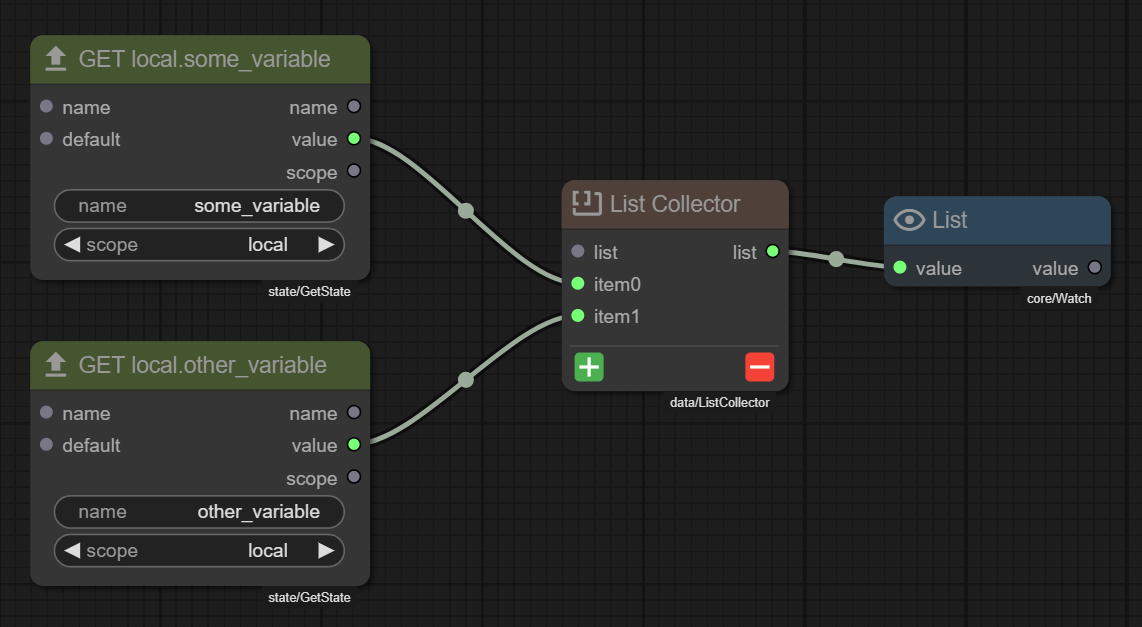 GET local.some_variable
name name
default value
scope
name some_variable
scope local
state/GetState
GET local.other_variable
name name
default value
scope
name other_variable
scope local
state/GetState
List Collector
list list
item0
item1
data/ListCollector
List
value value
core/Watch